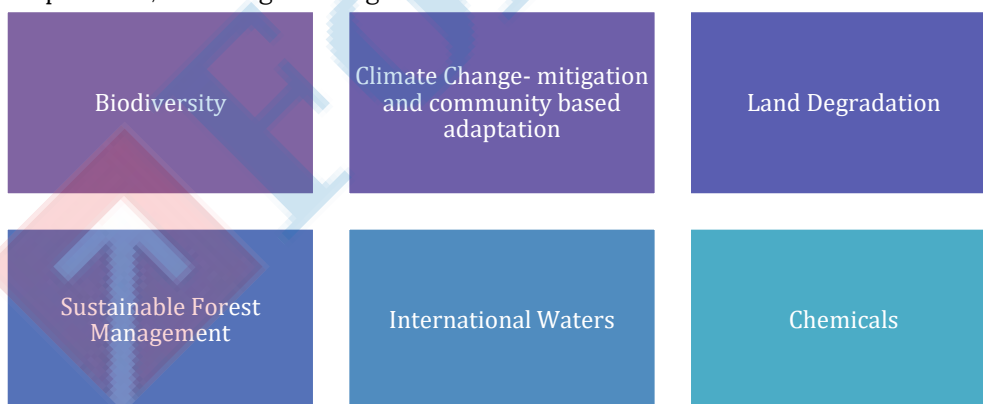 Biodiversity
Climate Change- mitigation
and community based
adaptation
Land Degradation
Sustainable Forest
Management
International Waters
Chemicals